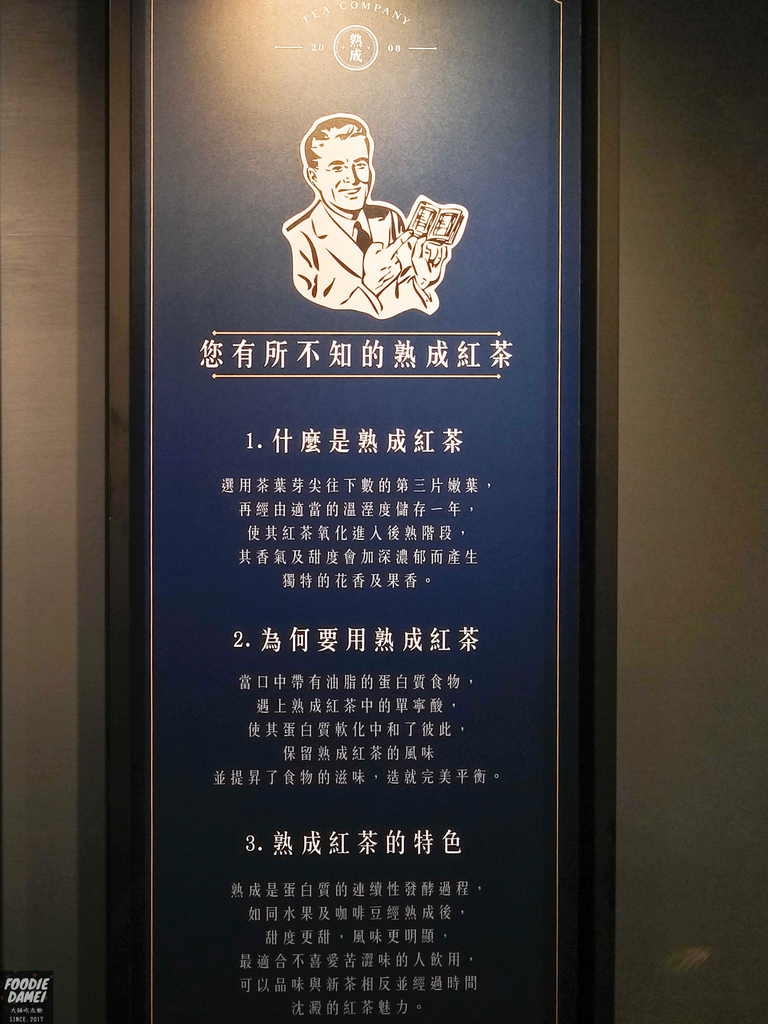 TEA COMPANY
20 熟成 08
您有所不知的熟成紅茶
1. 什麼是熟成紅茶
選用茶葉芽尖往下數的第三片嫩葉，
再經由適當的溫溼度儲存一年，
使其紅茶氧化進入後熟階段，
其香氣及甜度會加深濃郁而產生
獨特的花香及果香。
2. 為何要用熟成紅茶
當口中帶有油脂的蛋白質食物，
遇上熟成紅茶中的單寧酸，
使其蛋白質軟化中和了彼此，
保留熟成紅茶的風味
並提昇了食物的滋味，造就完美平衡。
3. 熟成紅茶的特色
熟成是蛋白質的連續性發酵過程，
如同水果及咖啡豆經熟成後，
甜度更甜，風味更明顯，
最適合不喜愛苦澀味的人飲用，
可以品味與新茶相反並經過時間
沈澱的紅茶魅力。
FOODIE
DAMEI
SINCE. 2017